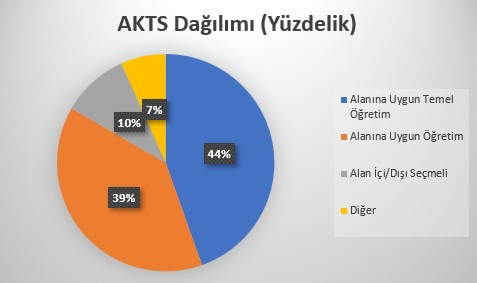 AKTS Dağılımı (Yüzdelik)
7%
10%
44%
39%
Alanına Uygun Temel
Öğretim
Alanına Uygun Öğretim
Alan İçi/Dışı Seçmeli
Diğer